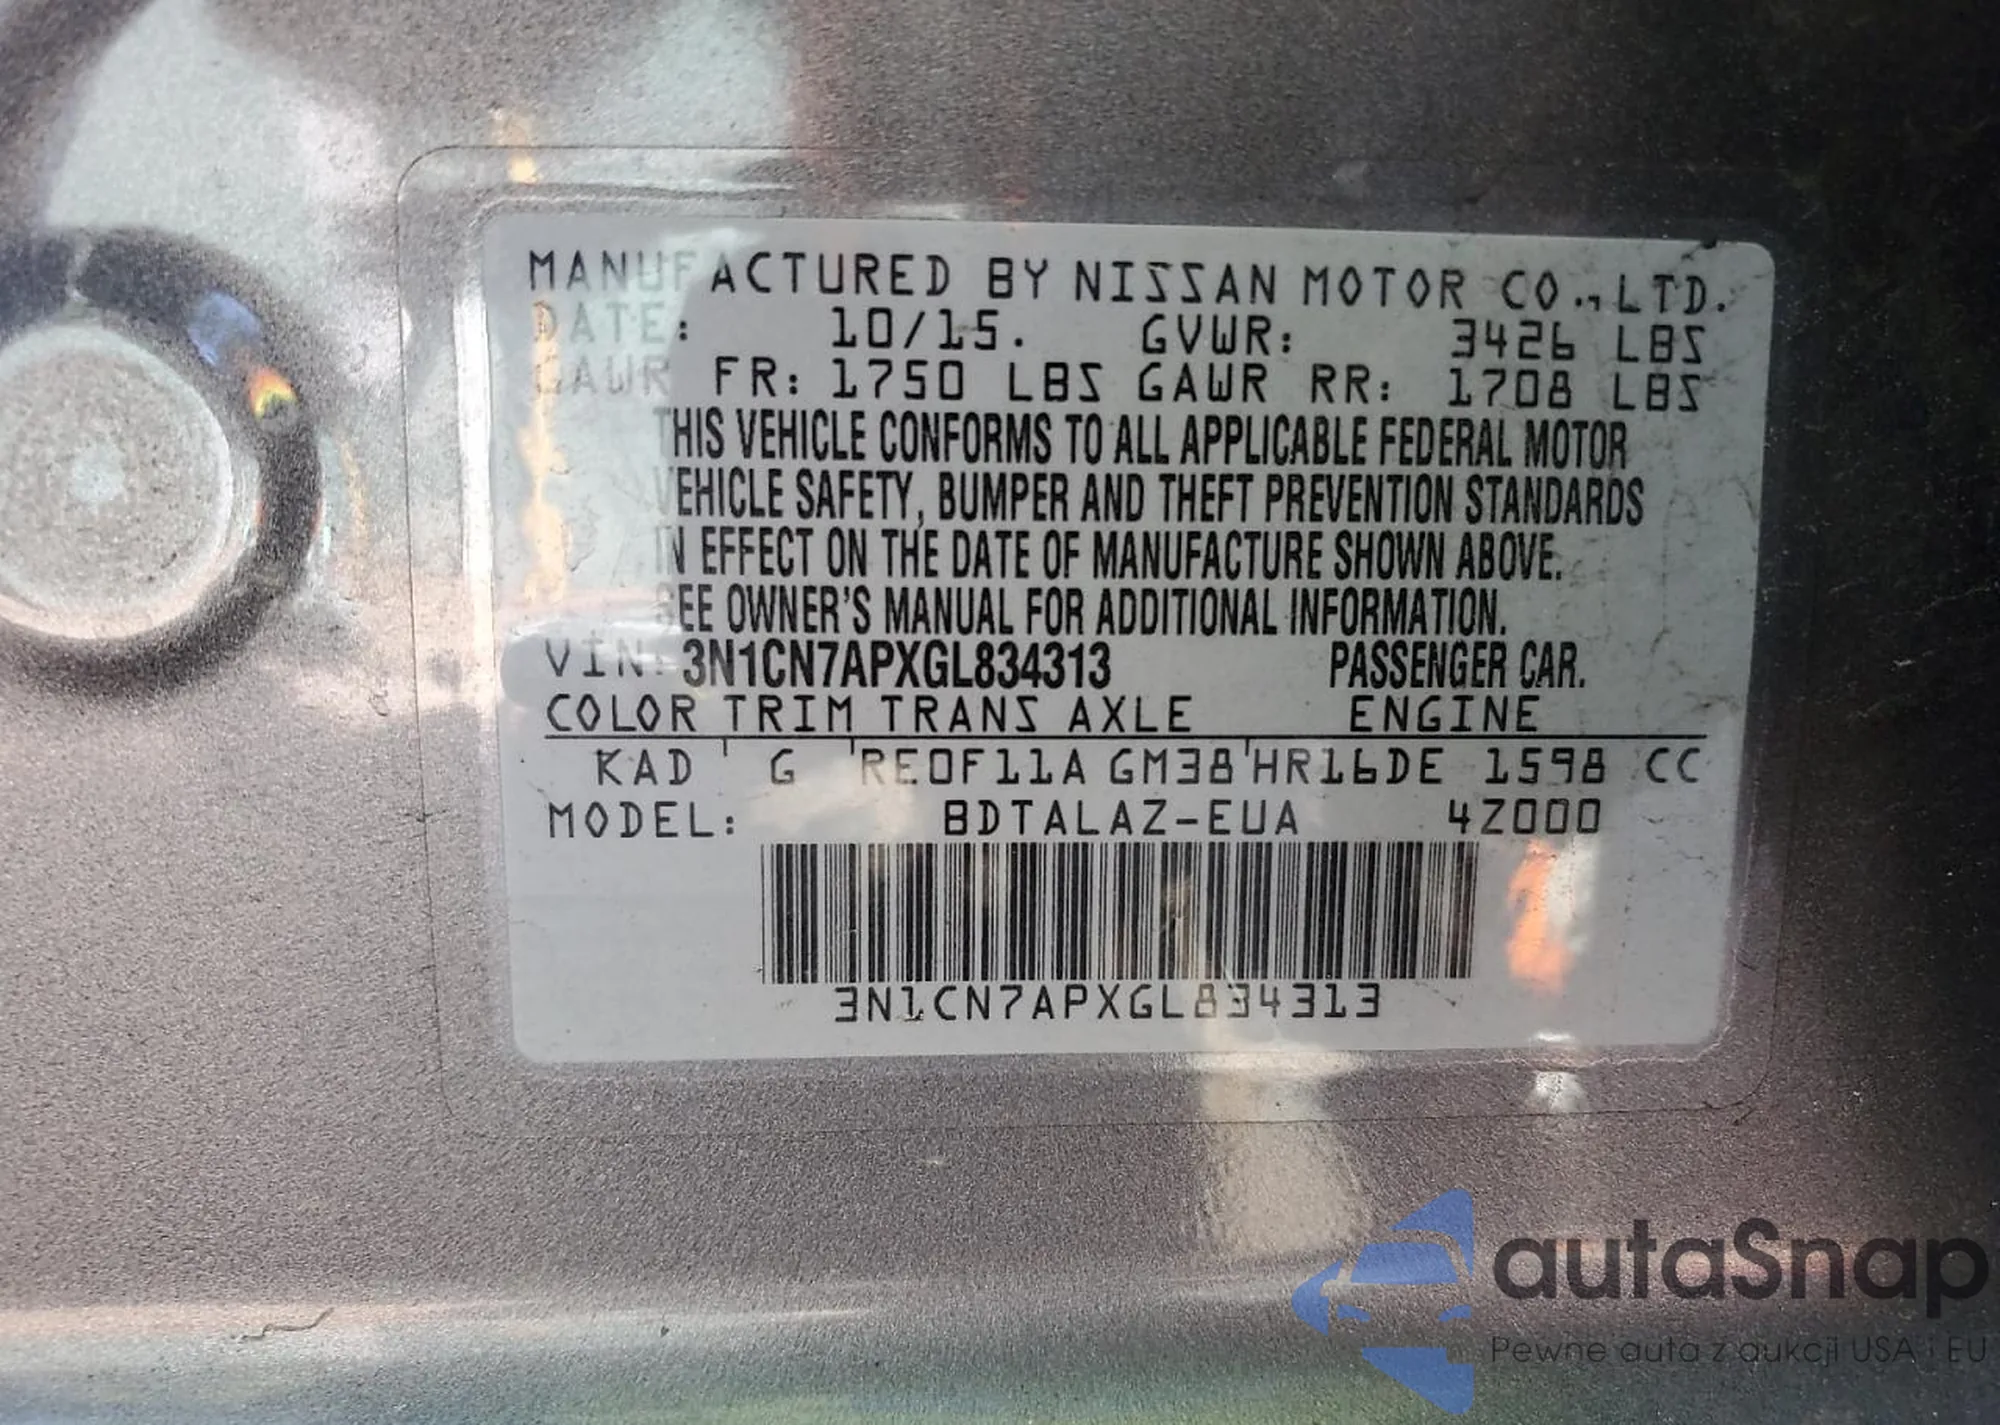 MANUFACTURED BY NISSAN MOTOR CO.,LTD.
DATE: 10/15. GVWR: 3426 LBS
GAWR FR: 1750 LBS GAWR RR: 1708 LBS
THIS VEHICLE CONFORMS TO ALL APPLICABLE FEDERAL MOTOR
VEHICLE SAFETY, BUMPER AND THEFT PREVENTION STANDARDS
IN EFFECT ON THE DATE OF MANUFACTURE SHOWN ABOVE.
SEE OWNER'S MANUAL FOR ADDITIONAL INFORMATION.
VIN: 3N1CN7APXGL834313 PASSENGER CAR.
COLOR TRIM TRANS AXLE ENGINE
KAD G RE0F11A GM38 HR16DE 1598 CC
MODEL: BDTALAZ-EUA 4Z000
3N1CN7APXGL834313
autaSnap
Pewne auta z aukcji USA i EU